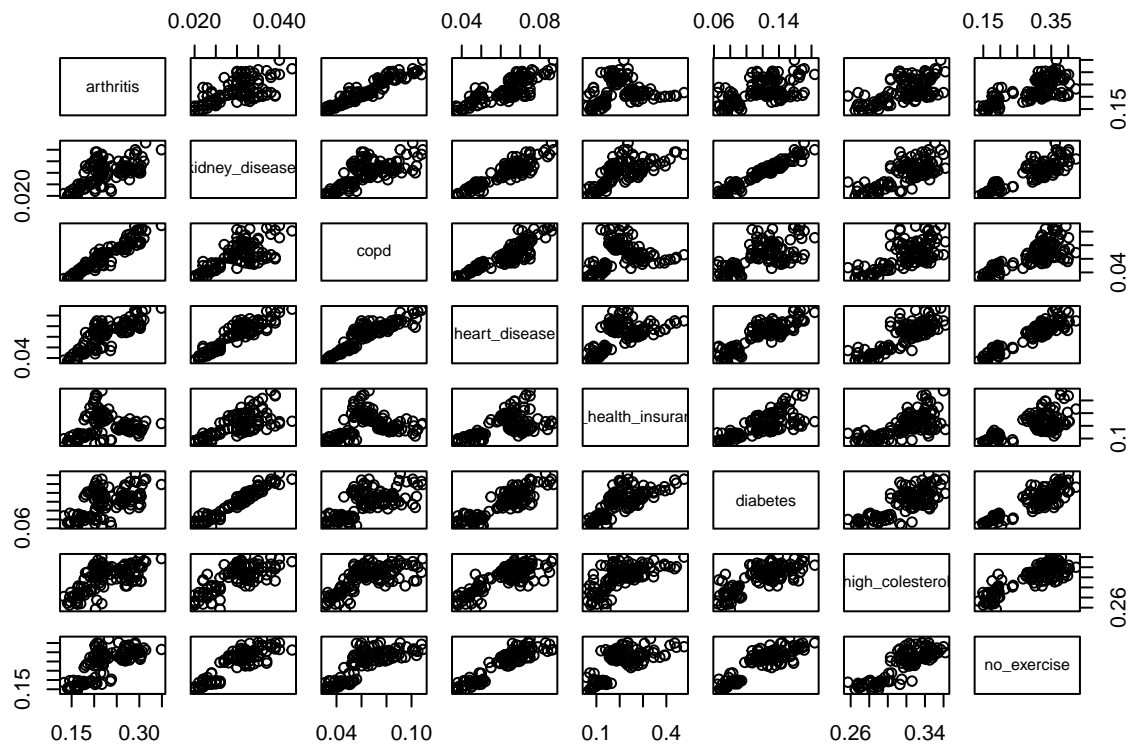 0.020 0.040 0.04 0.08 0.06 0.14 0.15 0.35
arthritis 0.15
0.020 kidney_disease
copd 0.04
0.04 heart_disease
_health_insuran 0.1
0.06 diabetes
high_colesterol 0.26
0.15 no_exercise
0.15 0.30 0.04 0.10 0.1 0.4 0.26 0.34